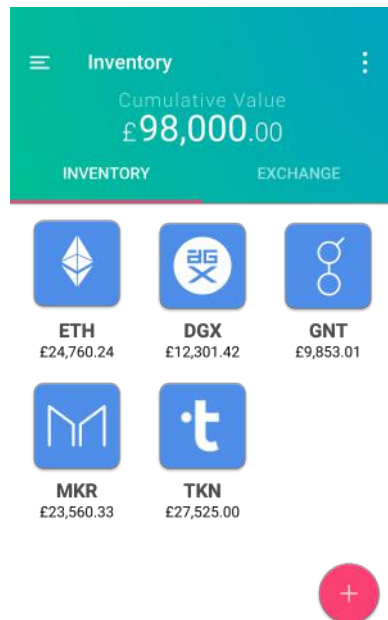 Inventory
Cumulative Value
£98,000.00
INVENTORY EXCHANGE
DGX
ETH DGX GNT
£24,760.24 £12,301.42 £9,853.01
t
MKR TKN
£23,560.33 £27,525.00
+